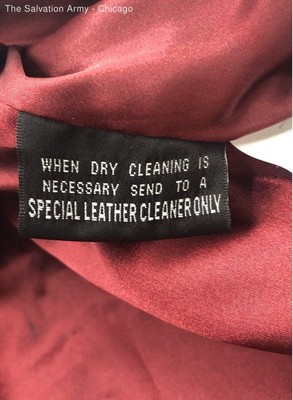 The Salvation Army - Chicago
WHEN DRY CLEANING IS
NECESSARY SEND TO A
SPECIAL LEATHER CLEANER ONLY